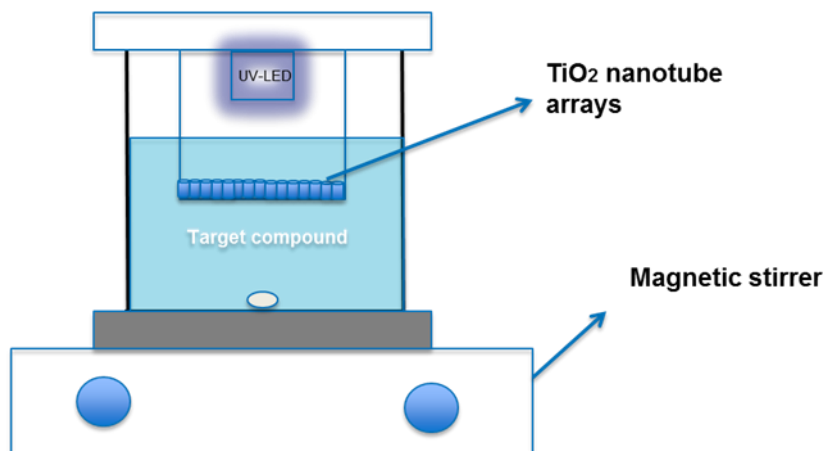 UV-LED
TiO₂ nanotube
arrays
Target compound
Magnetic stirrer